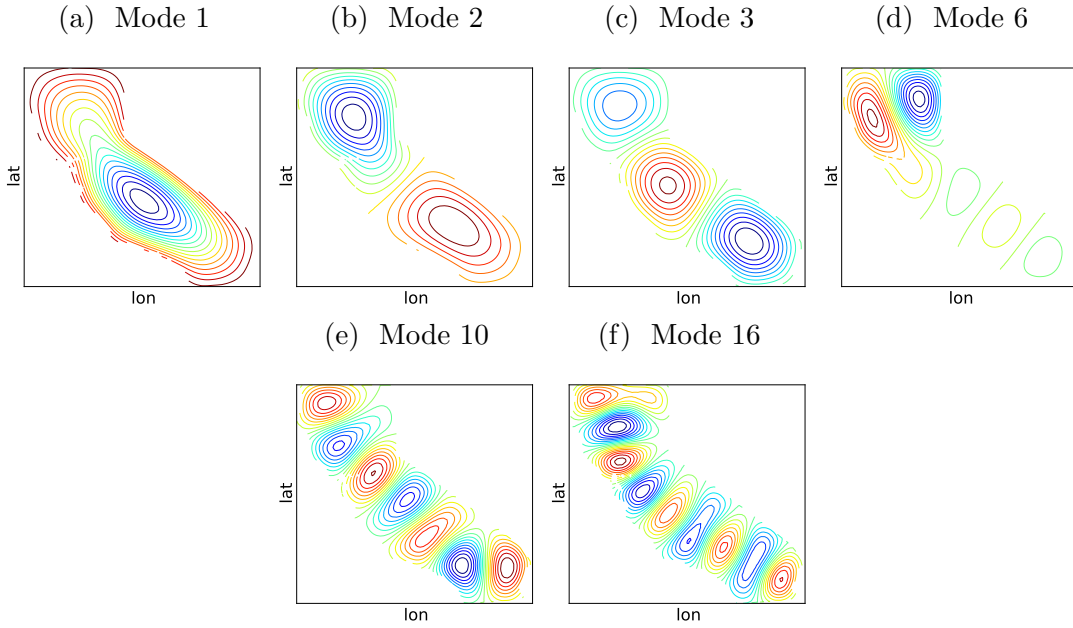 (a) Mode 1
(b) Mode 2
(c) Mode 3
(d) Mode 6
lat
lon
lat
lon
lat
lon
lat
lon
(e) Mode 10
(f) Mode 16
lat
lon
lat
lon